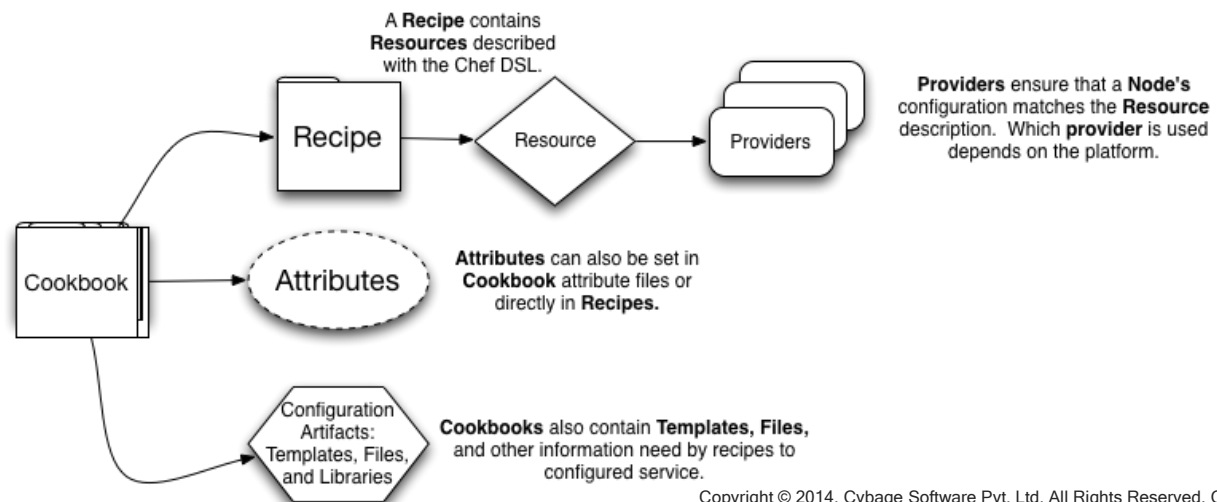 A Recipe contains
Resources described
with the Chef DSL.
Recipe
Resource
Providers
Providers ensure that a Node's
configuration matches the Resource
description. Which provider is used
depends on the platform.
Cookbook
Attributes
Attributes can also be set in
Cookbook attribute files or
directly in Recipes.
Configuration
Artifacts:
Templates, Files,
and Libraries
Cookbooks also contain Templates, Files,
and other information need by recipes to
configured service.
Copyright © 2014. Cybage Software Pvt. Ltd. All Rights Reserved.